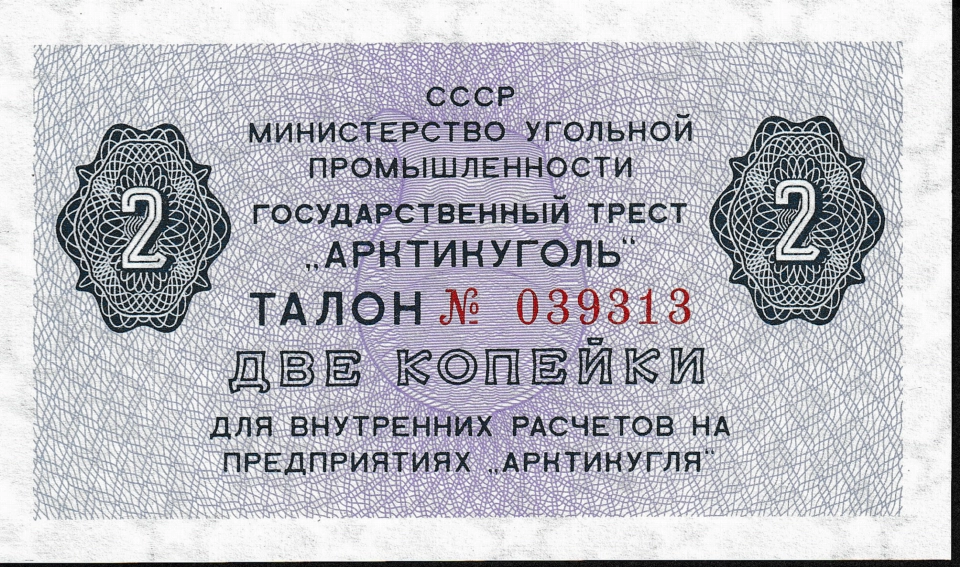 СССР
МИНИСТЕРСТВО УГОЛЬНОЙ
ПРОМЫШЛЕННОСТИ
ГОСУДАРСТВЕННЫЙ ТРЕСТ
„АРКТИКУГОЛЬ“
2 2
ТАЛОН № 039313
ДВЕ КОПЕЙКИ
ДЛЯ ВНУТРЕННИХ РАСЧЕТОВ НА
ПРЕДПРИЯТИЯХ „АРКТИКУГЛЯ“